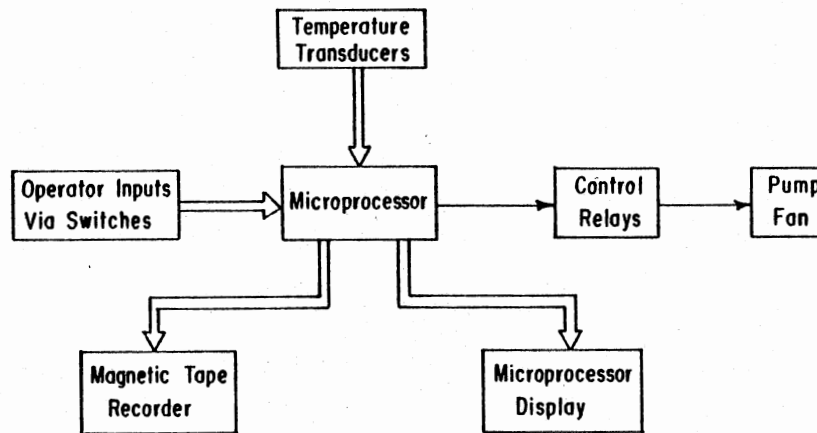 Temperature
Transducers
Operator Inputs
Via Switches
Microprocessor
Control
Relays
Pump
Fan
Magnetic Tape
Recorder
Microprocessor
Display